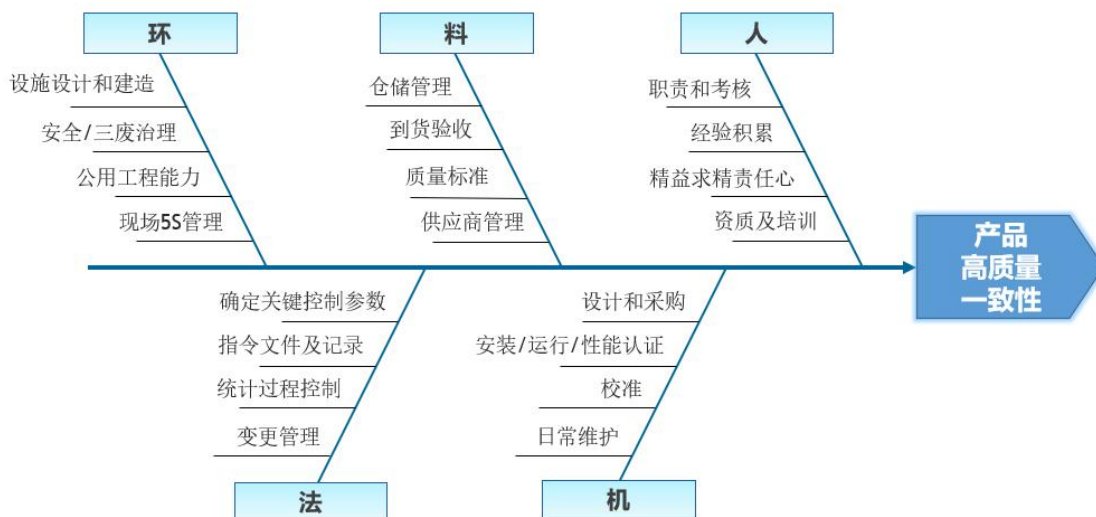 环
料
人
设施设计和建造
安全/三废治理
公用工程能力
现场5S管理
仓储管理
到货验收
质量标准
供应商管理
职责和考核
经验积累
精益求精责任心
资质及培训
产品
高质量
一致性
确定关键控制参数
指令文件及记录
统计过程控制
变更管理
设计和采购
安装/运行/性能认证
校准
日常维护
法
机